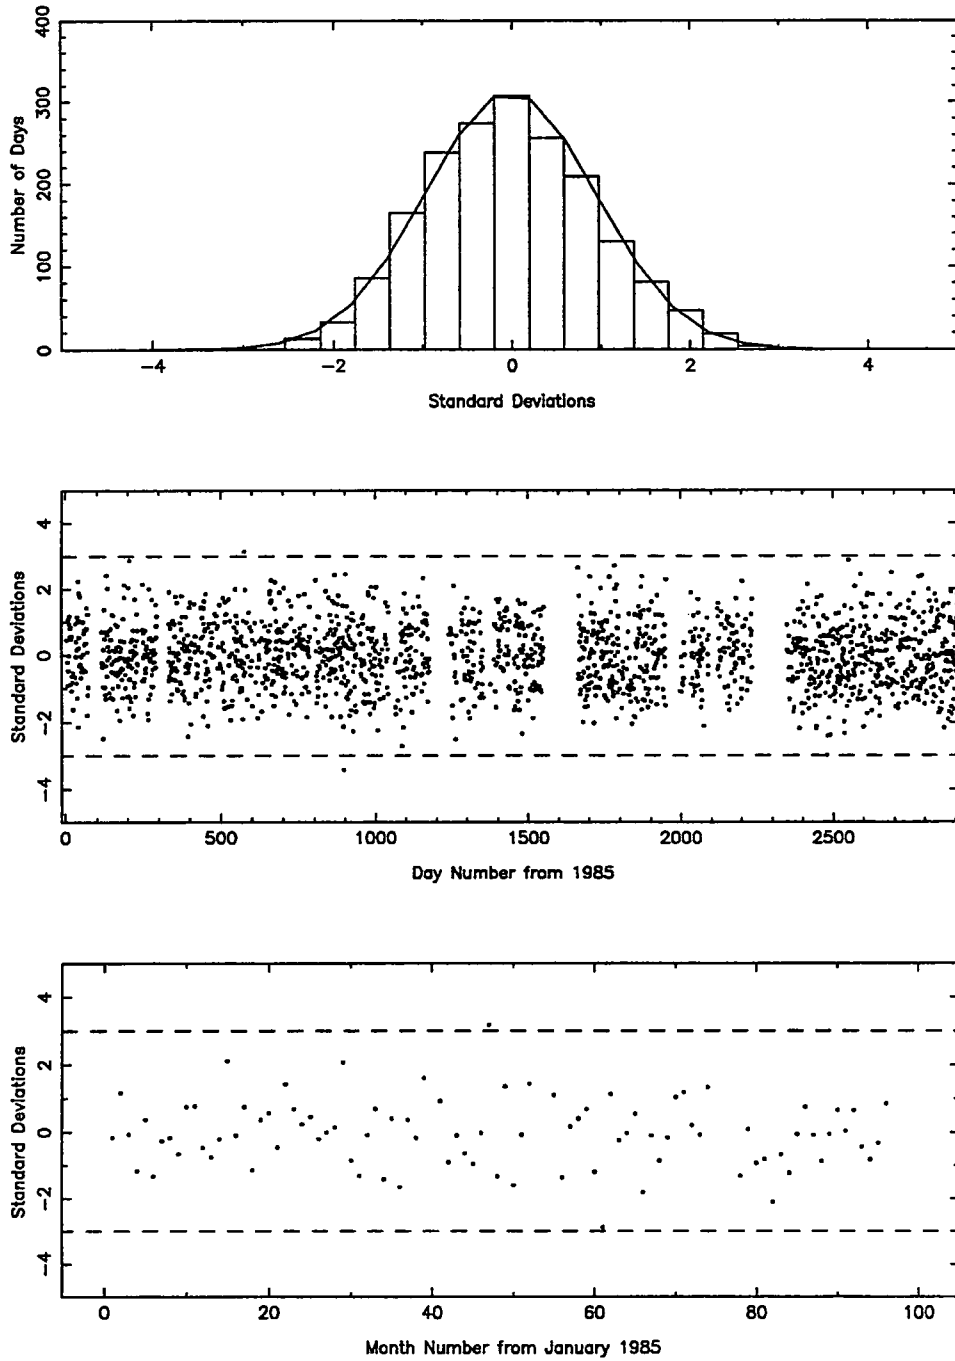 400
300
200
100
0
Number of Days
-4 -2 0 2 4
Standard Deviations
4
2
0
-2
-4
Standard Deviations
0 500 1000 1500 2000 2500
Day Number from 1985
4
2
0
-2
-4
Standard Deviations
0 20 40 60 80 100
Month Number from January 1985